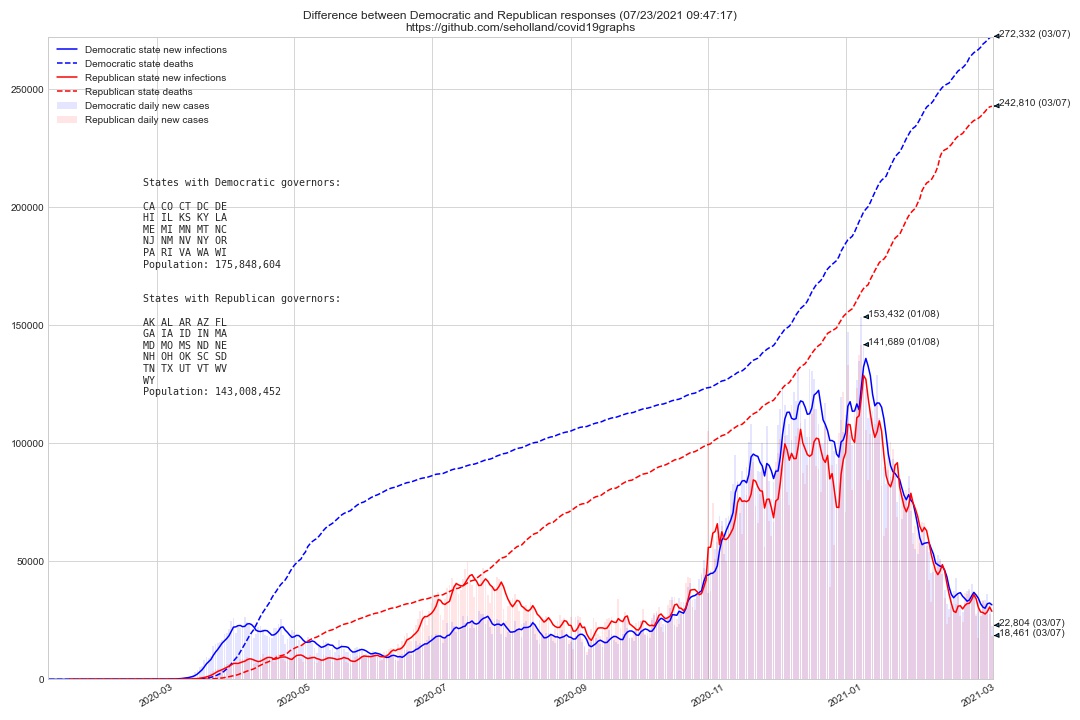 Difference between Democratic and Republican responses (07/23/2021 09:47:17)
https://github.com/seholland/covid19graphs
Democratic state new infections
Democratic state deaths
Republican state new infections
Republican state deaths
Democratic daily new cases
Republican daily new cases
272,332 (03/07)
250000
242,810 (03/07)
States with Democratic governors:
CA CO CT DC DE
HI IL KS KY LA
ME MI MN MT NC
NJ NM NV NY OR
PA RI VA WA WI
Population: 175,848,604
200000
States with Republican governors:
AK AL AR AZ FL
GA IA ID IN MA
MD MO MS ND NE
NH OH OK SC SD
TN TX UT VT WV
WY
Population: 143,008,452
153,432 (01/08)
150000
141,689 (01/08)
100000
50000
22,804 (03/07)
18,461 (03/07)
0
2020-03
2020-05
2020-07
2020-09
2020-11
2021-01
2021-03